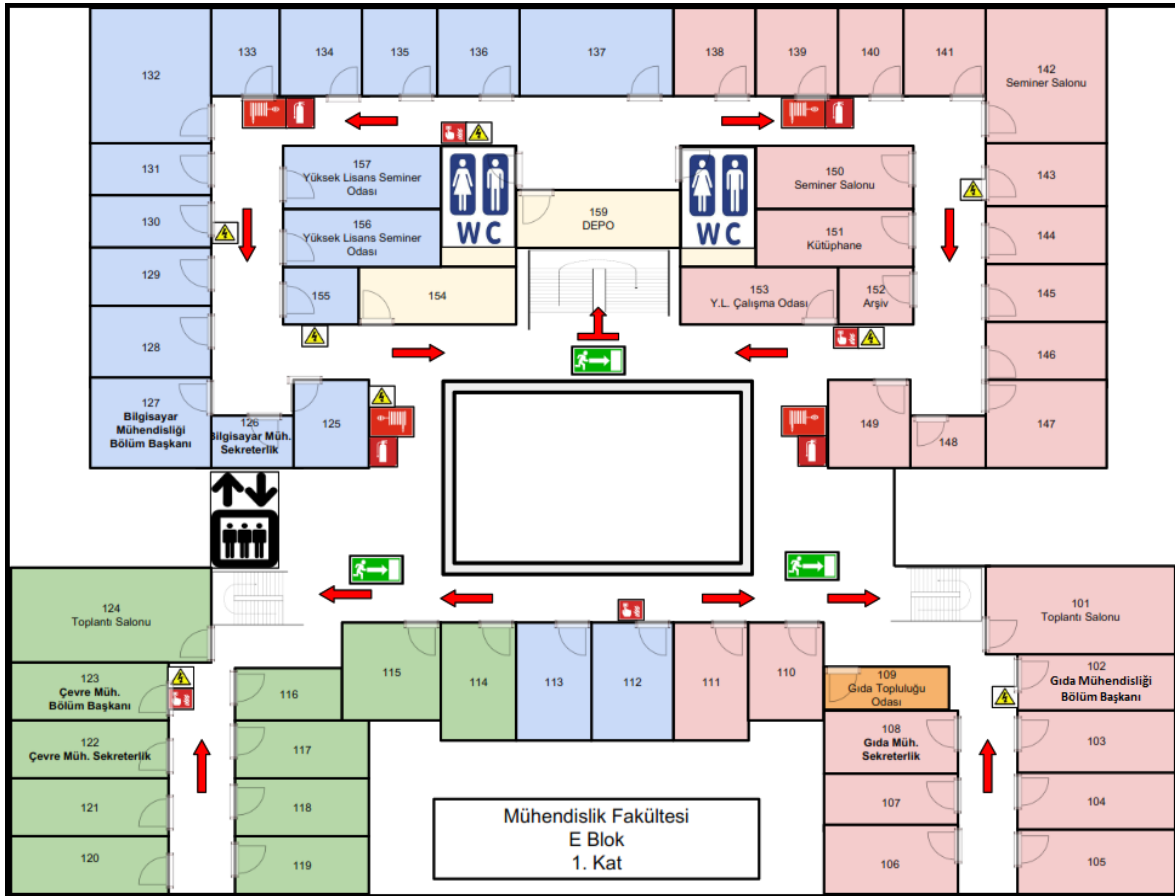 132
133
134
135
136
137
138
139
140
141
142
Seminer Salonu
131
130
129
128
127
Bilgisayar
Mühendisliği
Bölüm Başkanı
126
Bilgisayar Müh.
Sekreterlik
125
157
Yüksek Lisans Seminer
Odası
156
Yüksek Lisans Seminer
Odası
155
154
WC
159
DEPO
WC
150
Seminer Salonu
151
Kütüphane
153
Y.L. Çalışma Odası
152
Arşiv
143
144
145
146
147
149
148
124
Toplantı Salonu
123
Çevre Müh.
Bölüm Başkanı
122
Çevre Müh. Sekreterlik
121
120
116
117
118
119
115
114
113
112
111
110
109
Gıda Topluluğu
Odası
108
Gıda Müh.
Sekreterlik
107
106
101
Toplantı Salonu
102
Gıda Mühendisliği
Bölüm Başkanı
103
104
105
Mühendislik Fakültesi
E Blok
1. Kat